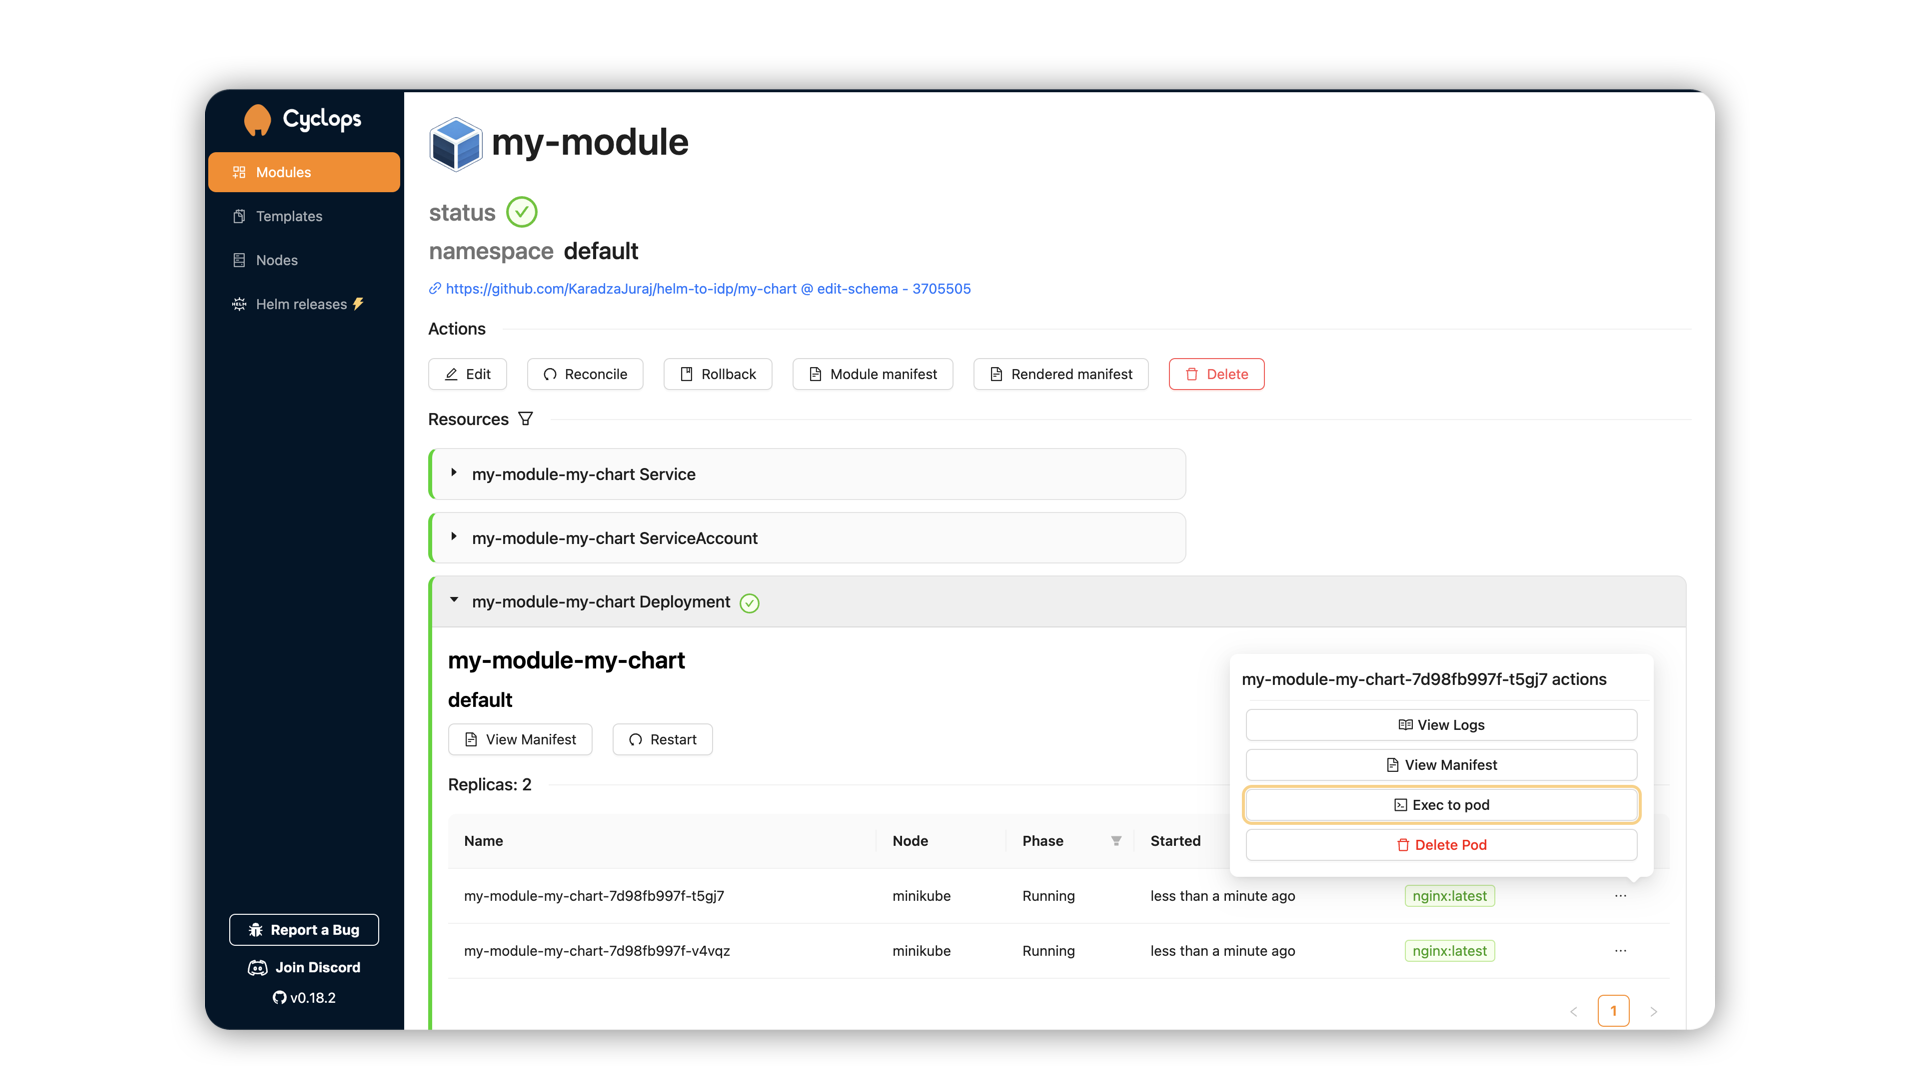 Cyclops
Modules
Templates
Nodes
Helm releases
Report a Bug
Join Discord
v0.18.2
my-module
status
namespace default
https://github.com/KaradzaJuraj/helm-to-idp/my-chart @ edit-schema - 3705505
Actions
Edit Reconcile Rollback Module manifest Rendered manifest Delete
Resources
my-module-my-chart Service
my-module-my-chart ServiceAccount
my-module-my-chart Deployment
my-module-my-chart
default
View Manifest Restart
Replicas: 2
my-module-my-chart-7d98fb997f-t5gj7 actions
View Logs
View Manifest
Exec to pod
Delete Pod
Name Node Phase Started
my-module-my-chart-7d98fb997f-t5gj7 minikube Running less than a minute ago nginx:latest ...
my-module-my-chart-7d98fb997f-v4vqz minikube Running less than a minute ago nginx:latest ...
< 1 >